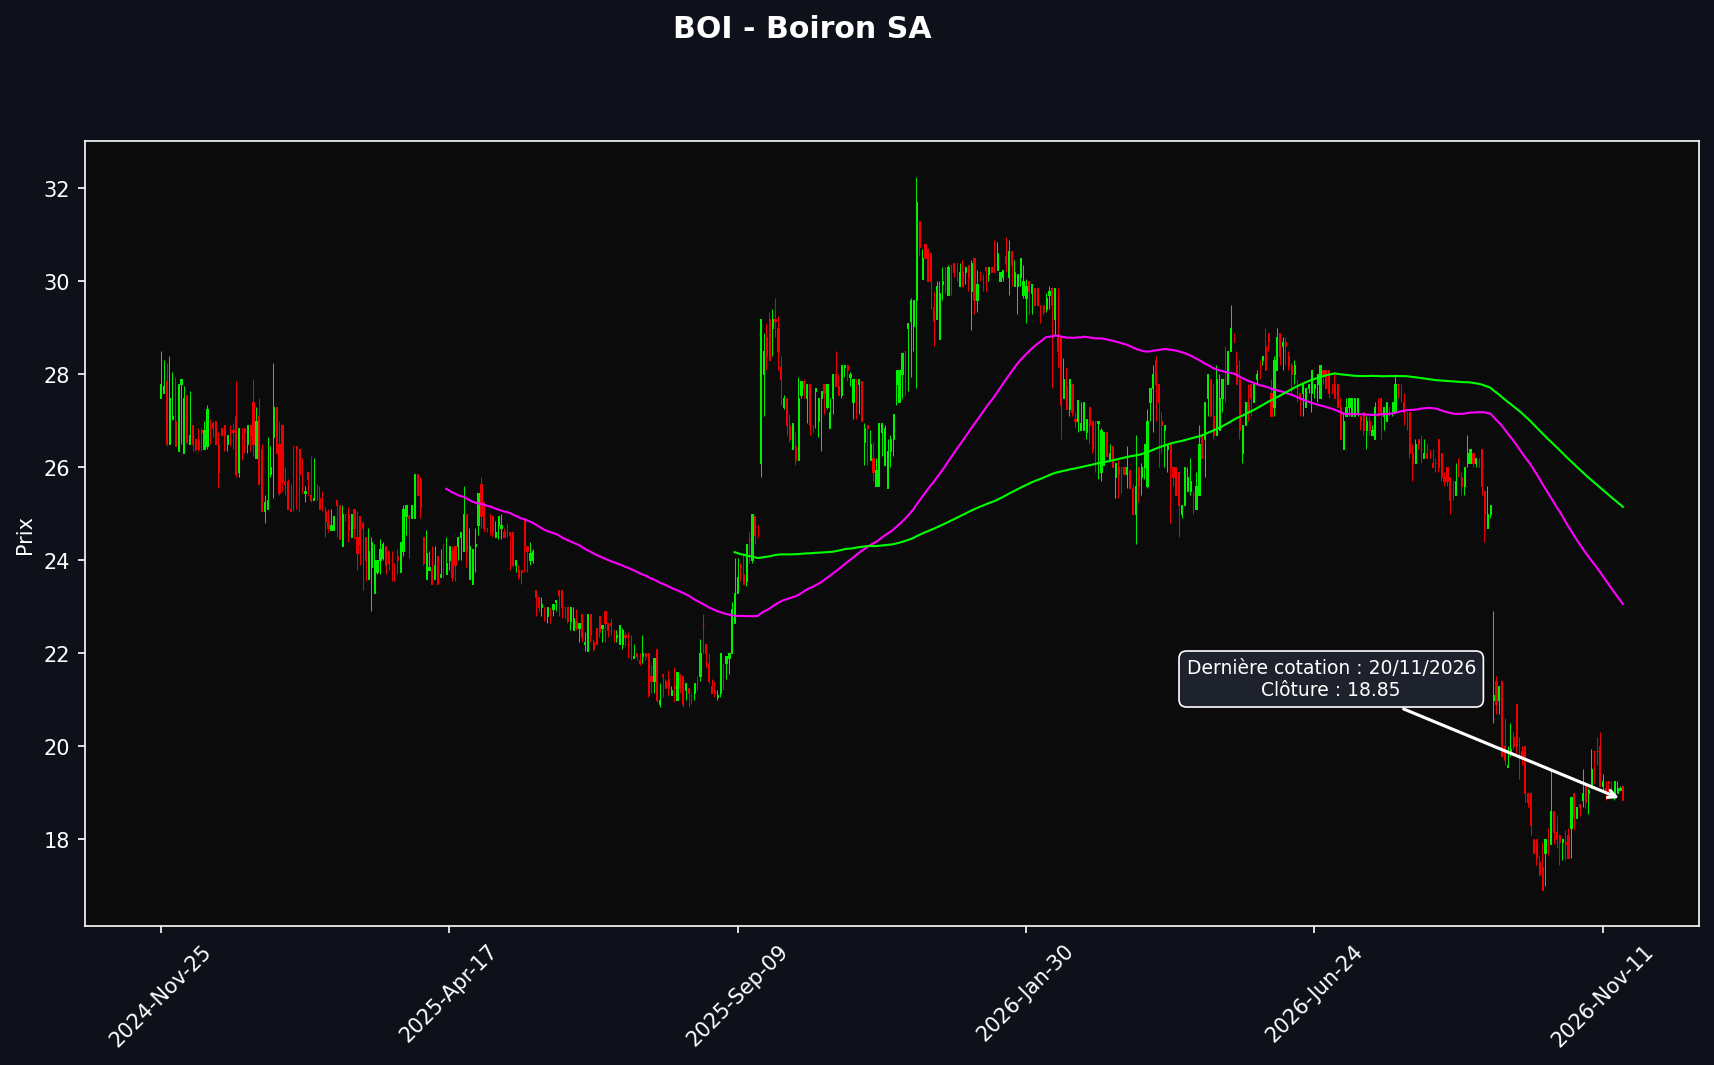 BOI - Boiron SA
Prix
32
30
28
26
24
22
20
18
Dernière cotation : 20/11/2026
Clôture : 18.85
2024-Nov-25
2025-Apr-17
2025-Sep-09
2026-Jan-30
2026-Jun-24
2026-Nov-11